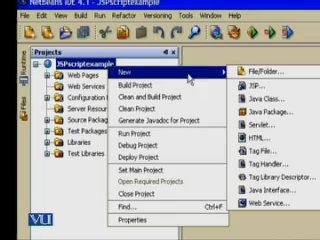 NetBeans IDE 4.1 - JSPscriptexample
File Edit View Navigate Source Build Run Refactoring Versioning Tools Window Help
Projects
Runtime
Files
JSPscriptexample
Web Pages
Web Services
Configuration
Server Resour
Source Packag
Test Packages
Libraries
Test Libraries
New
Build Project
Clean and Build Project
Clean Project
Generate Javadoc for Project
Run Project
Debug Project
Deploy Project
Set Main Project
Open Required Projects
Close Project
Find... Ctrl+F
Properties
File/Folder...
JSP...
Java Class...
Java Package...
Servlet...
HTML...
Tag File...
Tag Handler...
Tag Library Descriptor...
Java Interface...
Web Service...
VU